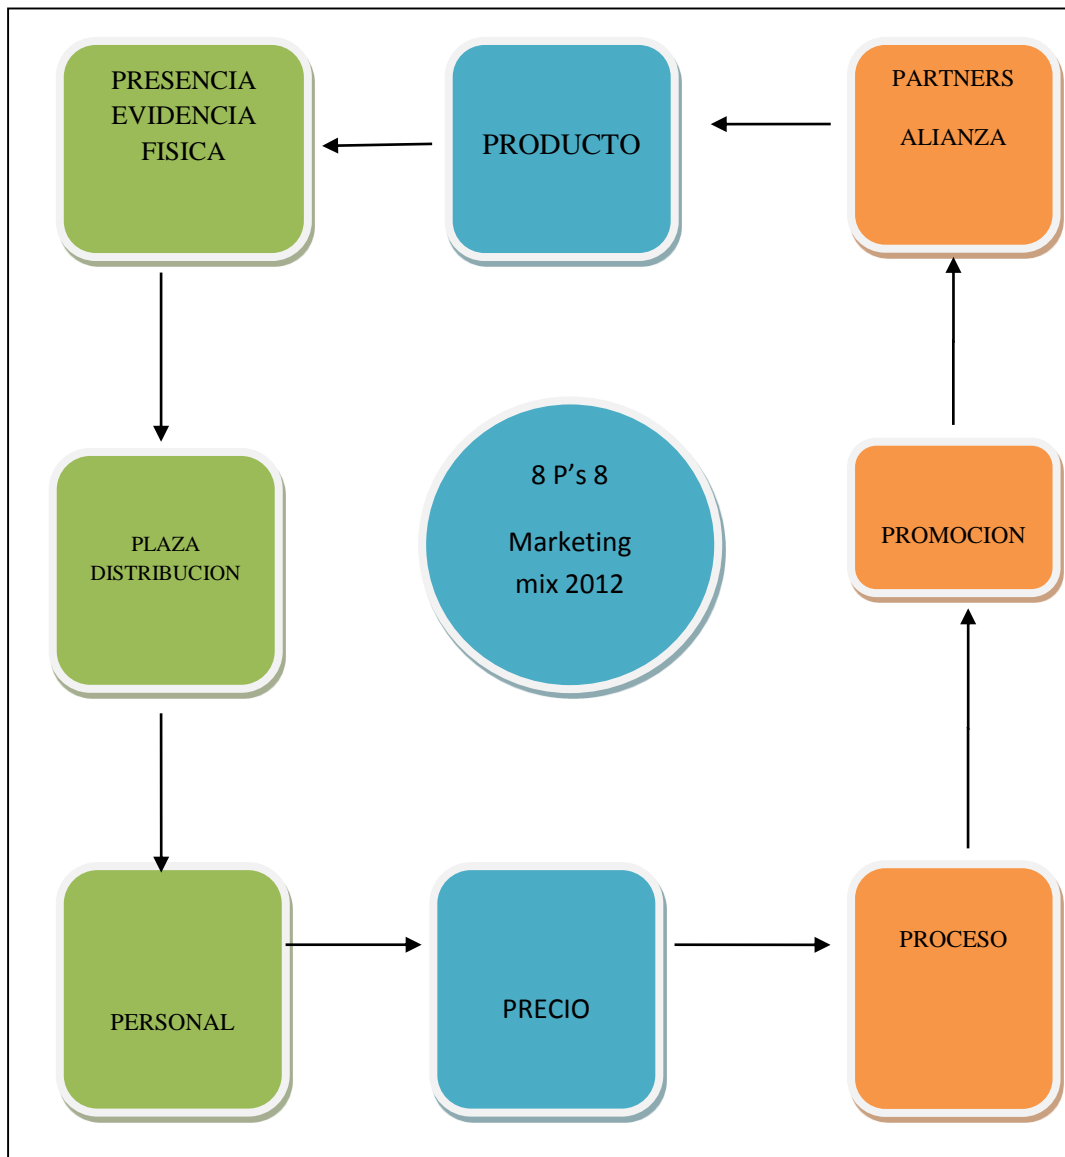 PRESENCIA
EVIDENCIA
FISICA
PRODUCTO
PARTNERS
ALIANZA
8 P’s 8
Marketing
mix 2012
PLAZA
DISTRIBUCION
PROMOCION
PERSONAL
PRECIO
PROCESO